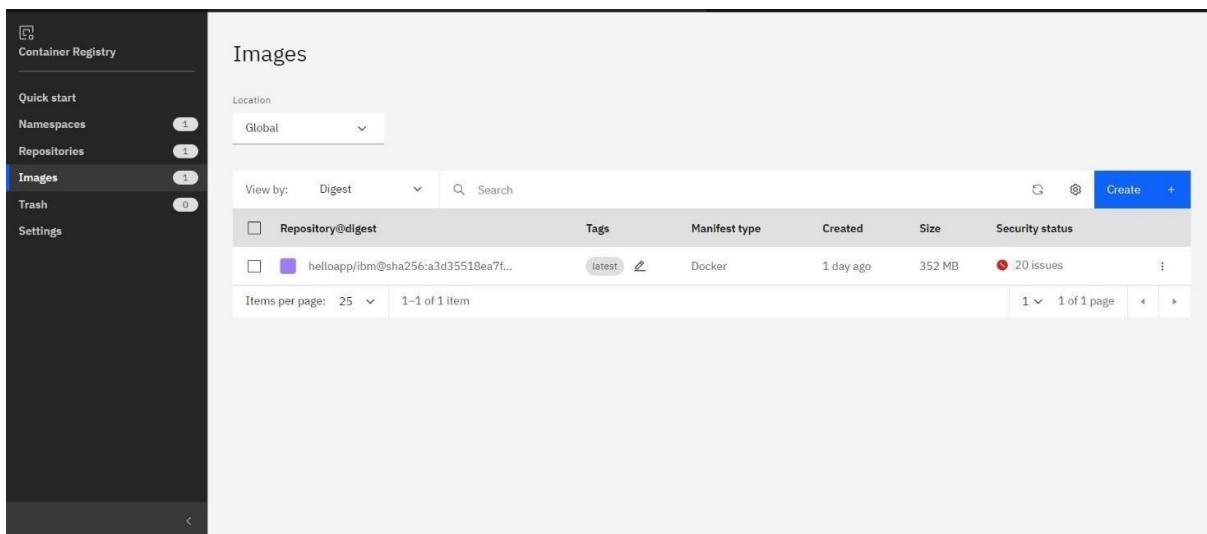 Container Registry
Quick start
Namespaces 1
Repositories 1
Images 1
Trash 0
Settings
Images
Location
Global
View by: Digest Search Create +
Repository@digest Tags Manifest type Created Size Security status
helloapp/ibm@sha256:a3d35518ea7f... latest Docker 1 day ago 352 MB 20 issues
Items per page: 25 1–1 of 1 item 1 1 of 1 page